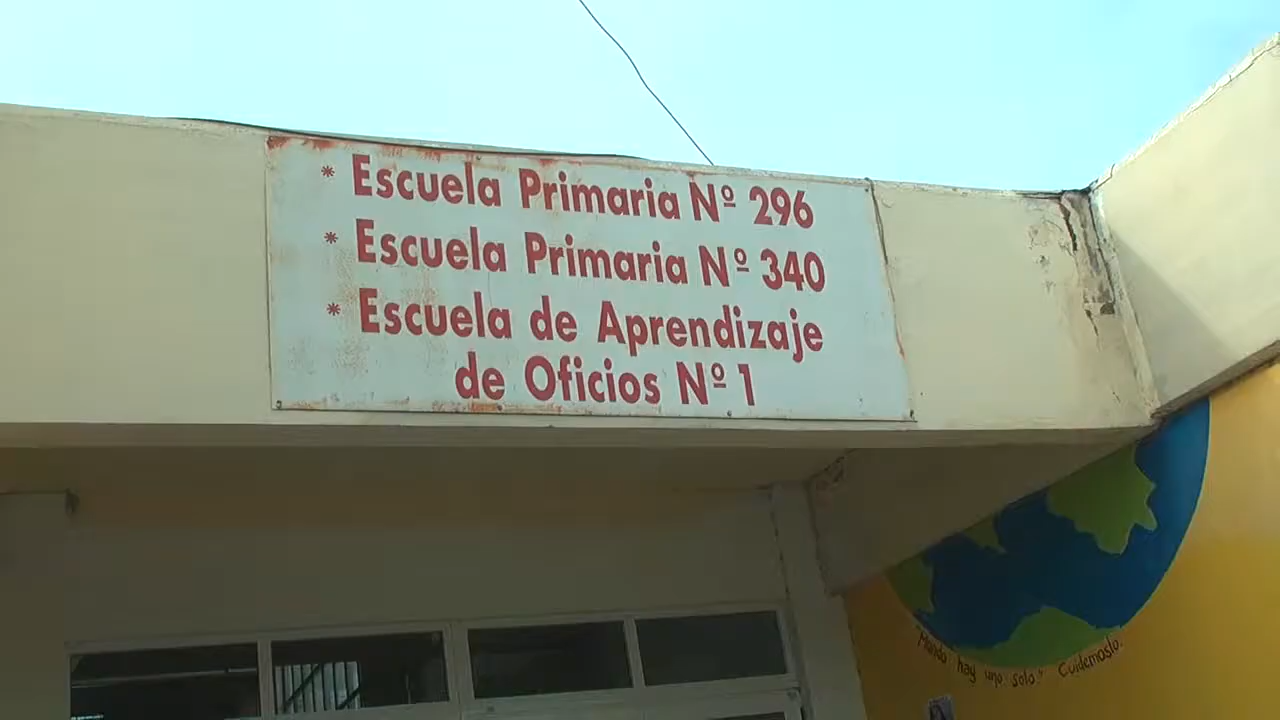 * Escuela Primaria Nº 296
* Escuela Primaria Nº 340
* Escuela de Aprendizaje
de Oficios Nº 1
"Mundo hay uno solo" Cuidemoslo.